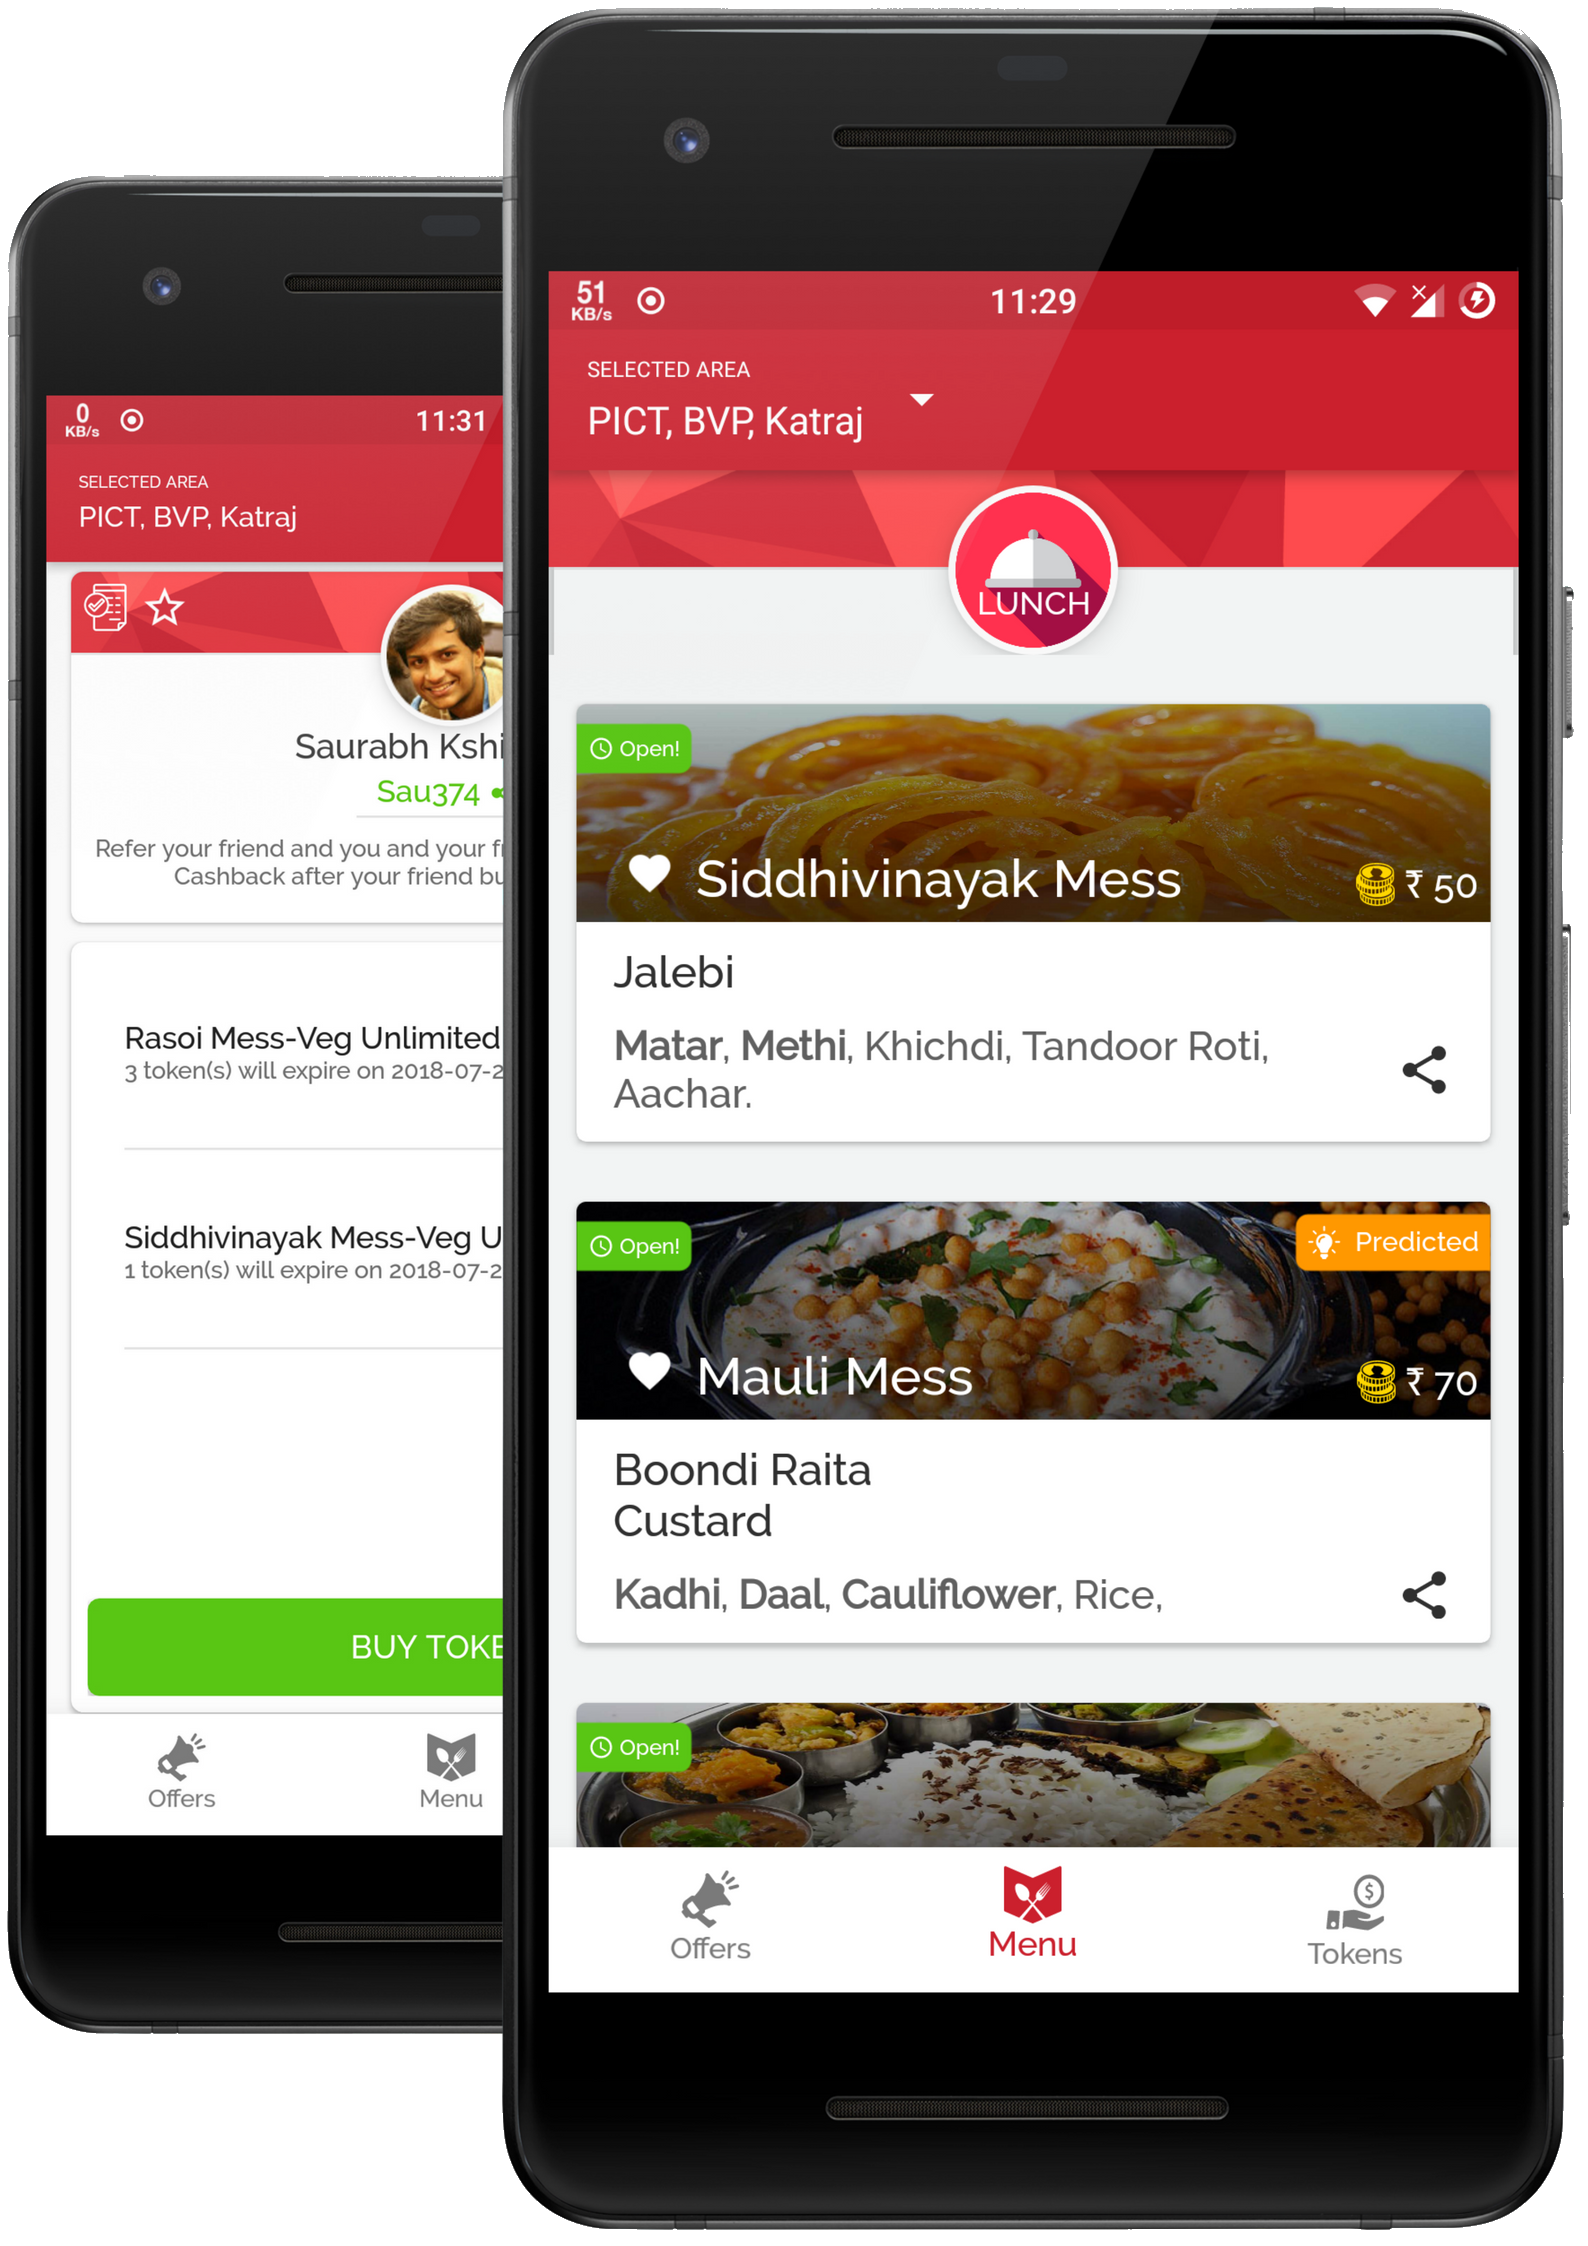 0
KB/s
11:31
SELECTED AREA
PICT, BVP, Katraj
Saurabh Kshi
Sau374
Refer your friend and you and your
Cashback after your friend
Rasoi Mess-Veg Unlimited
3 token(s) will expire on 2018-07-2
Siddhivinayak Mess-Veg U
1 token(s) will expire on 2018-07-2
BUY TOKE
Offers
Menu
51
KB/s
11:29
SELECTED AREA
PICT, BVP, Katraj
LUNCH
Open!
Siddhivinayak Mess
₹ 50
Jalebi
Matar, Methi, Khichdi, Tandoor Roti,
Aachar.
Open!
Predicted
Mauli Mess
₹ 70
Boondi Raita
Custard
Kadhi, Daal, Cauliflower, Rice,
Open!
Offers
Menu
Tokens